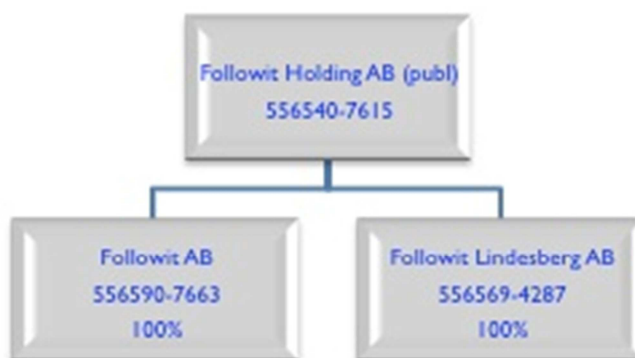 Followit Holding AB (publ)
556540-7615
Followit AB
556590-7663
100%
Followit Lindesberg AB
556569-4287
100%